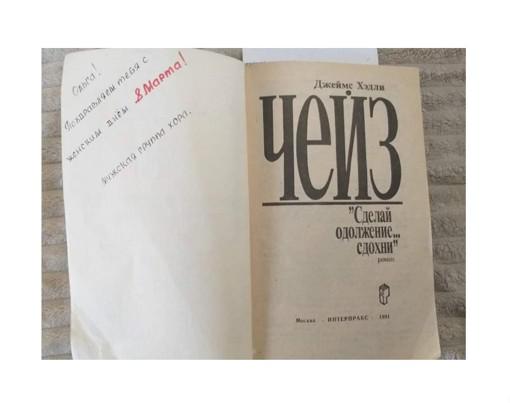 Ольга!
Поздравляем тебя с
женским днём 8 Марта!
мужская группа хора.
Джеймс Хэдли
ЧЕЙЗ
"Сделай
одолжение...
сдохни"
роман
Москва · ИНТЕРПРАКС · 1991